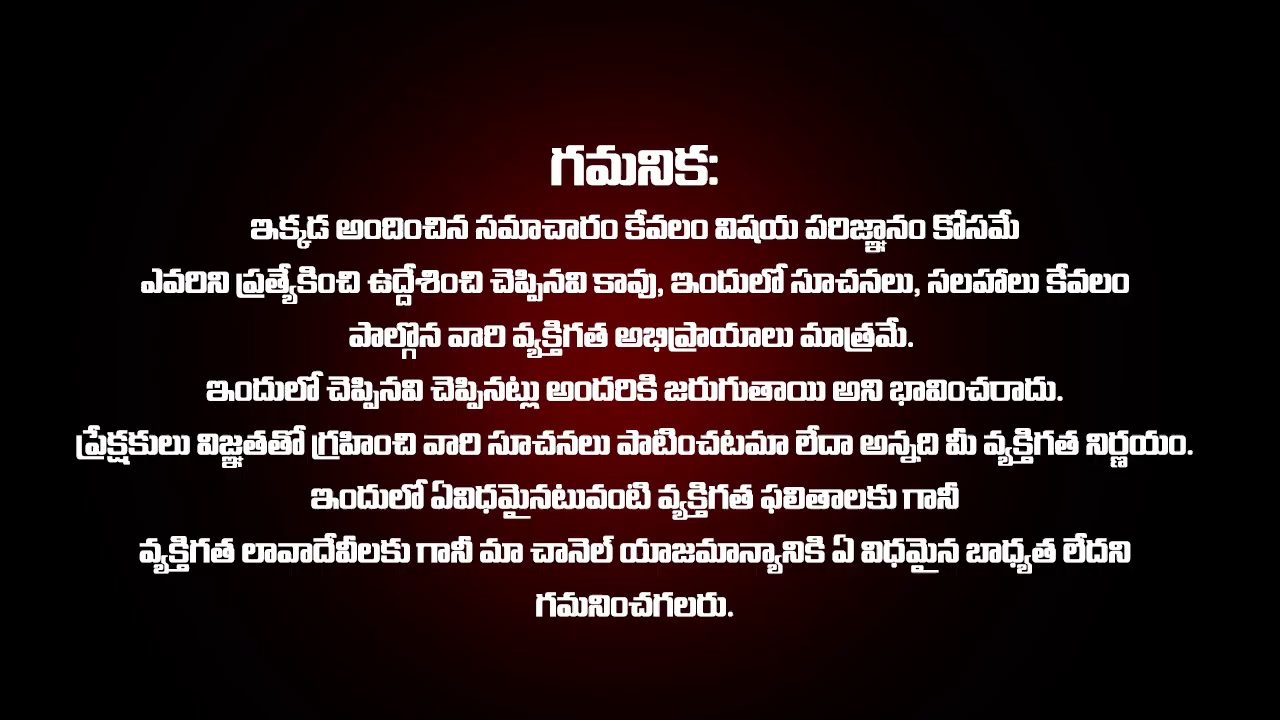 గమనిక:
ఇక్కడ అందించిన సమాచారం కేవలం విషయ పరిజ్ఞానం కోసమే
ఎవరిని ప్రత్యేకించి ఉద్దేశించి చెప్పినవి కావు, ఇందులో సూచనలు, సలహాలు కేవలం
పాల్గొన వారి వ్యక్తిగత అభిప్రాయాలు మాత్రమే.
ఇందులో చెప్పినవి చెప్పినట్లు అందరికి జరుగుతాయి అని భావించరాదు.
ప్రేక్షకులు విజ్ఞతతో గ్రహించి వారి సూచనలు పాటించటమా లేదా అన్నది మీ వ్యక్తిగత నిర్ణయం.
ఇందులో ఏవిధమైనటువంటి వ్యక్తిగత ఫలితాలకు గానీ
వ్యక్తిగత లావాదేవీలకు గానీ మా చానెల్ యాజమాన్యానికి ఏ విధమైన బాధ్యత లేదని
గమనించగలరు.